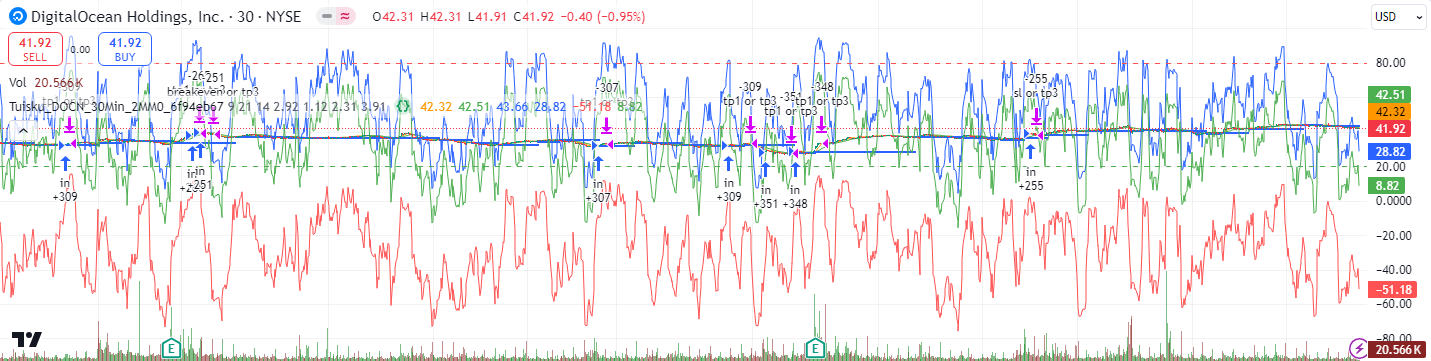 DigitalOcean Holdings, Inc. · 30 · NYSE O42.31 H42.31 L41.91 C41.92 −0.40 (−0.95%)
USD
41.92
SELL
0.00
41.92
BUY
Vol 20.566K
Tulsku_DOCN_30Min_2MM0_6f94eb67 9 21 14 2.92 1.12 2.31 3.91 {} 42.32 42.51 43.66 28.82 −51.18 8.82
breakeven or tp3
-307
-309
tp1 or tp3
-351
tp1 or tp3
-348
tp1 or tp3
-255
sl or tp3
in
+309
in
+251
in
+307
in
+309
in
+351
in
+348
in
+255
80.00
42.51
42.32
41.92
28.82
20.00
8.82
0.0000
−20.00
−40.00
−51.18
−60.00
−80.00
20.566K
E
E